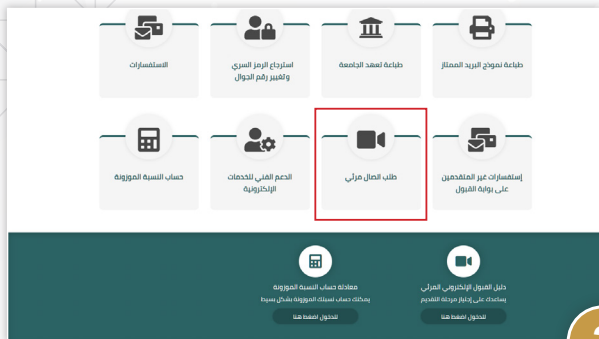 طباعة نموذج البريد الممتاز
طباعة تعهد الجامعة
استرجاع الرمز السري
وتغيير رقم الجوال
الاستفسارات
إستفسارات غير المتقدمين
على بوابة القبول
طلب اتصال مرئي
الدعم الفني للخدمات
الإلكترونية
حساب النسبة الموزونة
دليل القبول الإلكتروني المرئي
يساعدك على إجتياز مرحلة التقديم
للدخول اضغط هنا
معادلة حساب النسبة الموزونة
يمكنك حساب نسبتك الموزونة بشكل بسيط
للدخول اضغط هنا